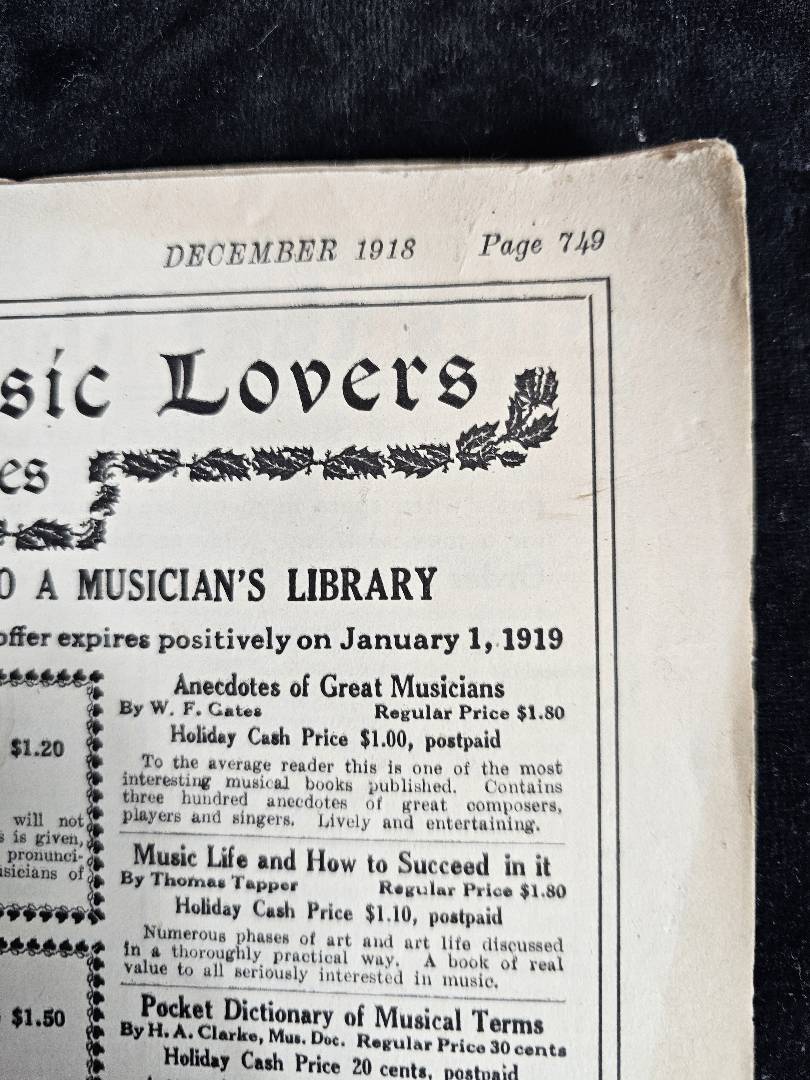 DECEMBER 1918 Page 749
sic Lovers
es
O A MUSICIAN'S LIBRARY
offer expires positively on January 1, 1919
$1.20
will not
s is given,
pronunci-
sicians of
$1.50
Anecdotes of Great Musicians
By W. F. Gates Regular Price $1.80
Holiday Cash Price $1.00, postpaid
To the average reader this is one of the most
interesting musical books published. Contains
three hundred anecdotes of great composers,
players and singers. Lively and entertaining.
Music Life and How to Succeed in it
By Thomas Tapper Regular Price $1.80
Holiday Cash Price $1.10, postpaid
Numerous phases of art and art life discussed
in a thoroughly practical way. A book of real
value to all seriously interested in music.
Pocket Dictionary of Musical Terms
By H. A. Clarke, Mus. Doc. Regular Price 30 cents
Holiday Cash Price 20 cents, postpaid